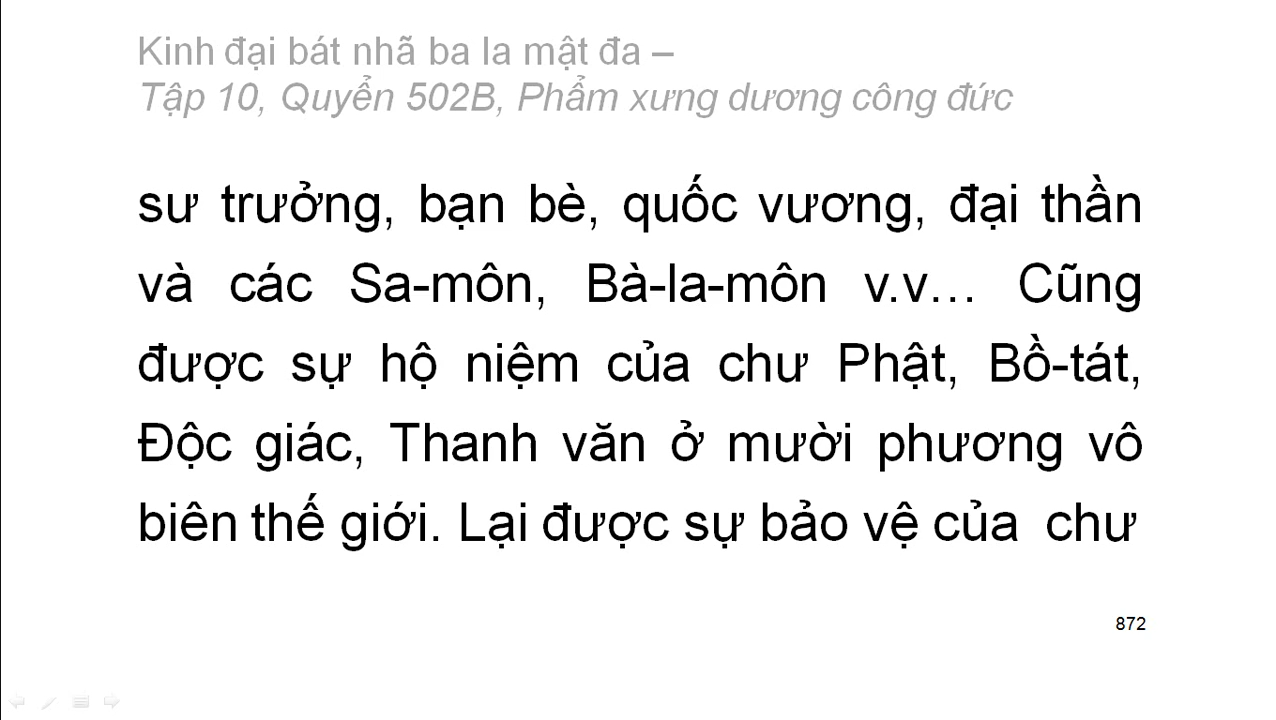 Kinh đại bát nhã ba la mật đa –
Tập 10, Quyển 502B, Phẩm xưng dương công đức
sư trưởng, bạn bè, quốc vương, đại thần
và các Sa-môn, Bà-la-môn v.v… Cũng
được sự hộ niệm của chư Phật, Bồ-tát,
Độc giác, Thanh văn ở mười phương vô
biên thế giới. Lại được sự bảo vệ của chư
872